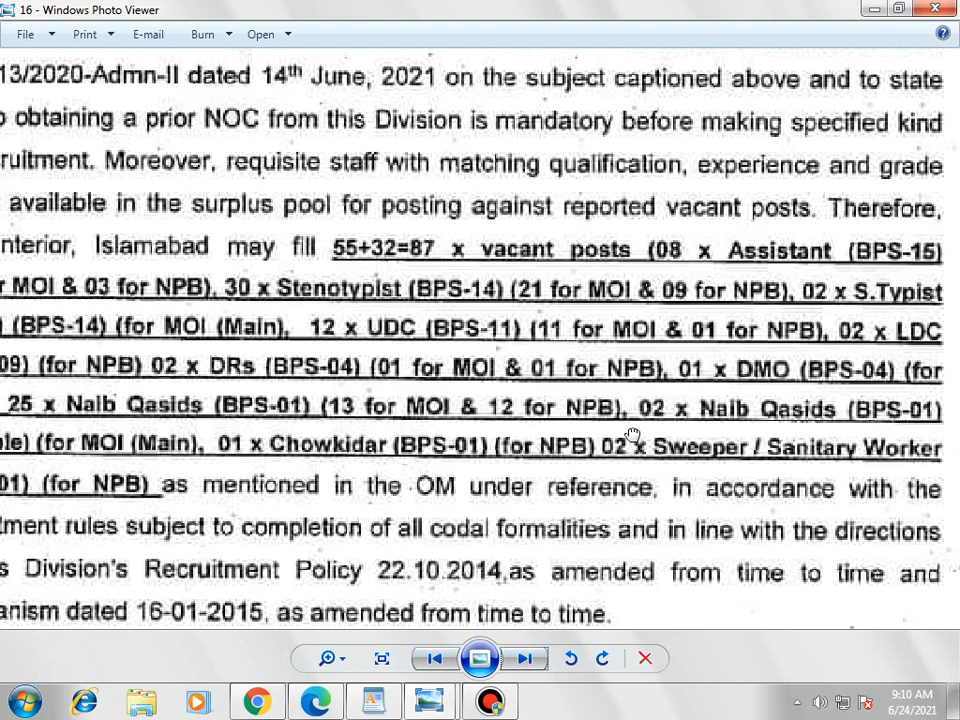 16 - Windows Photo Viewer
File Print E-mail Burn Open
13/2020-Admn-II dated 14th June, 2021 on the subject captioned above and to state
obtaining a prior NOC from this Division is mandatory before making specified kind
ruitment. Moreover, requisite staff with matching qualification, experience and grade
available in the surplus pool for posting against reported vacant posts. Therefore,
nterior, Islamabad may fill 55+32=87 x vacant posts (08 x Assistant (BPS-15)
r MOI & 03 for NPB), 30 x Stenotypist (BPS-14) (21 for MOI & 09 for NPB), 02 x S.Typist
) (BPS-14) (for MOI (Main), 12 x UDC (BPS-11) (11 for MOI & 01 for NPB), 02 x LDC
09) (for NPB) 02 x DRs (BPS-04) (01 for MOI & 01 for NPB), 01 x DMO (BPS-04) (for
25 x Naib Qasids (BPS-01) (13 for MOI & 12 for NPB), 02 x Naib Qasids (BPS-01)
le) (for MOI (Main), 01 x Chowkidar (BPS-01) (for NPB) 02 x Sweeper / Sanitary Worker
01) (for NPB) as mentioned in the OM under reference, in accordance with the
tment rules subject to completion of all codal formalities and in line with the directions
s Division's Recruitment Policy 22.10.2014,as amended from time to time and
anism dated 16-01-2015, as amended from time to time.
9:10 AM
6/24/2021